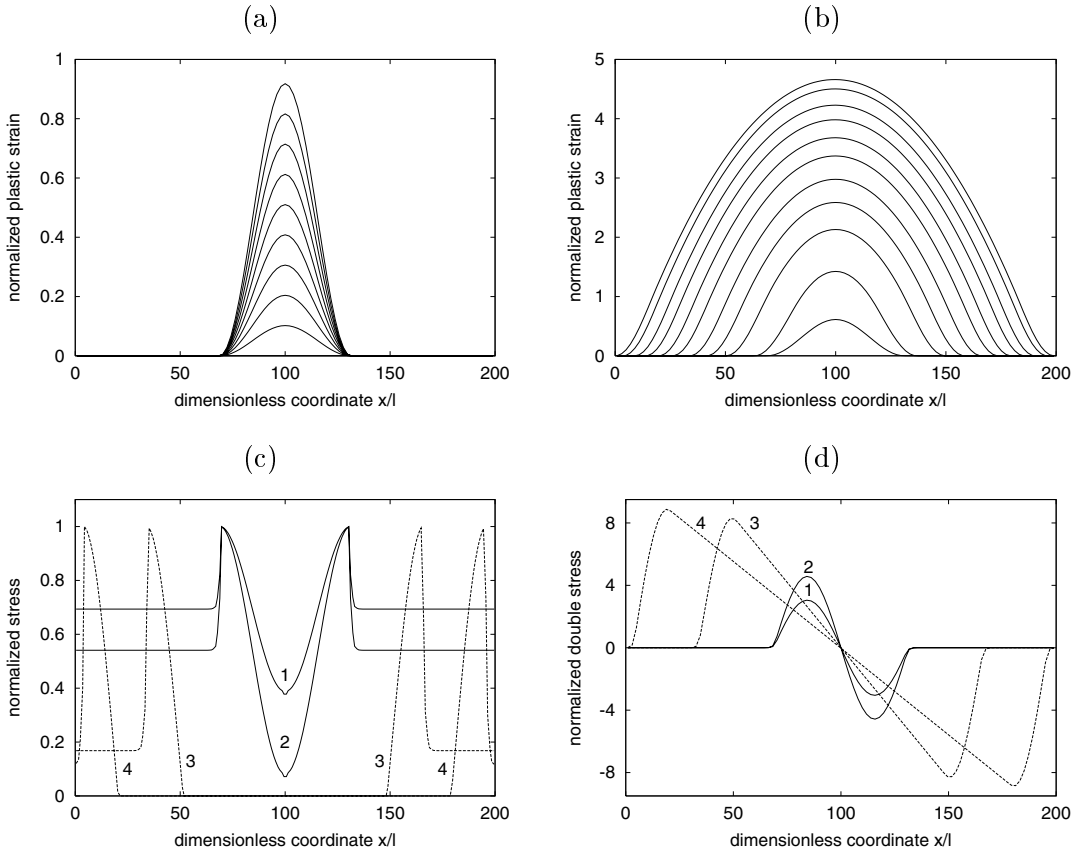 (a)
normalized plastic strain
1
0.8
0.6
0.4
0.2
0
0 50 100 150 200
dimensionless coordinate x/l
(b)
normalized plastic strain
5
4
3
2
1
0
0 50 100 150 200
dimensionless coordinate x/l
(c)
normalized stress
1
0.8
0.6
0.4
0.2
0
1
2
4 3 3 4
0 50 100 150 200
dimensionless coordinate x/l
(d)
normalized double stress
8
4
0
-4
-8
4 3
2
1
0 50 100 150 200
dimensionless coordinate x/l